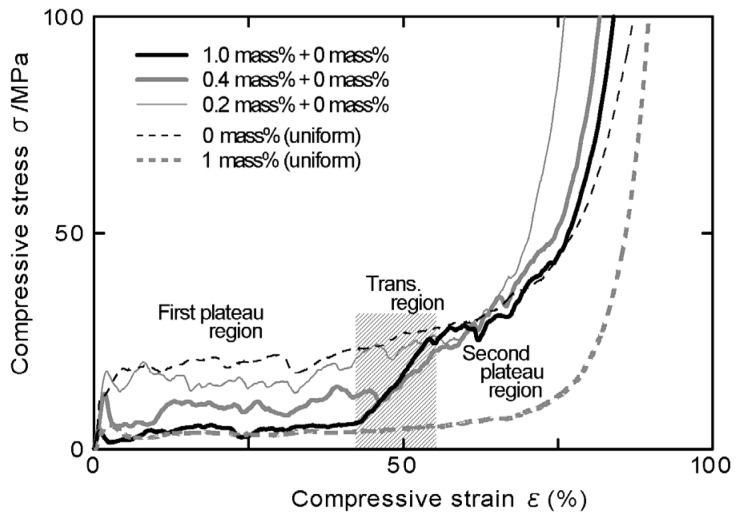 100
1.0 mass% + 0 mass%
0.4 mass% + 0 mass%
0.2 mass% + 0 mass%
0 mass% (uniform)
1 mass% (uniform)
Compressive stress σ /MPa
50
Trans.
region
First plateau
region
Second
plateau
region
0
0
50
100
Compressive strain ε (%)